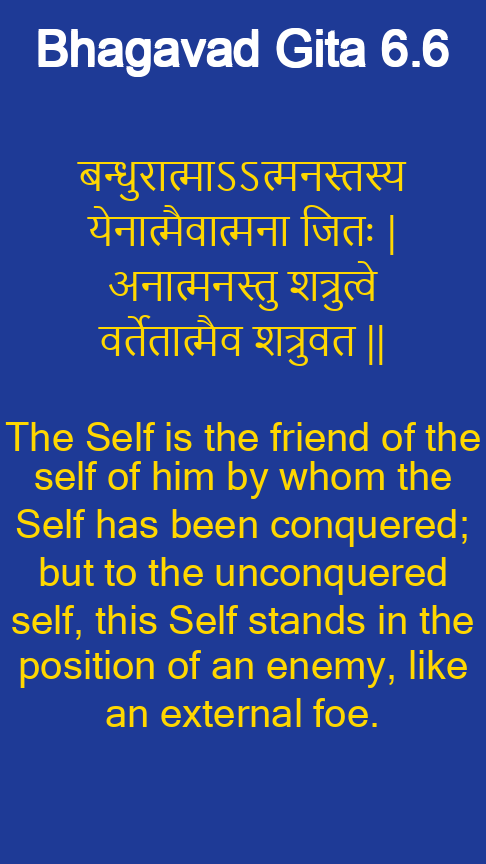 Bhagavad Gita 6.6
बन्धुरात्माऽऽत्मनस्तस्य
येनात्मैवात्मना जितः |
अनात्मनस्तु शत्रुत्वे
वर्तेतात्मैव शत्रुवत ||
The Self is the friend of the
self of him by whom the
Self has been conquered;
but to the unconquered
self, this Self stands in the
position of an enemy, like
an external foe.